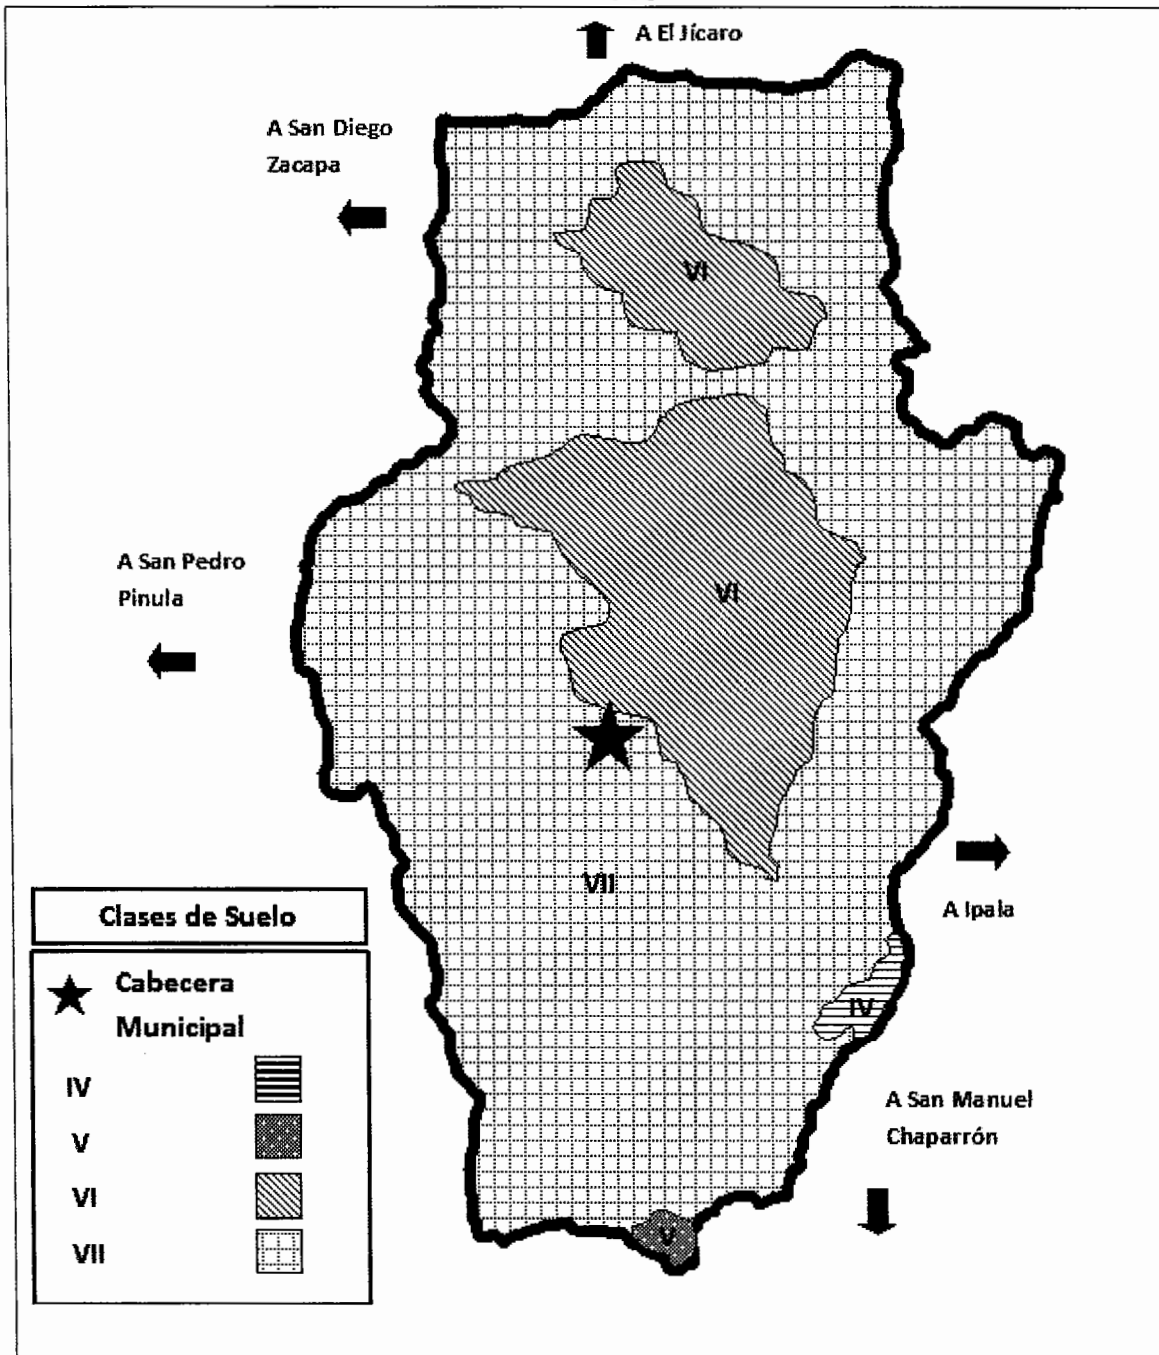 A El Jícaro
A San Diego
Zacapa
VI
A San Pedro
Pinula
VI
VII
A Ipala
IV
A San Manuel
Chaparrón
V
Clases de Suelo
Cabecera
Municipal
IV
V
VI
VII